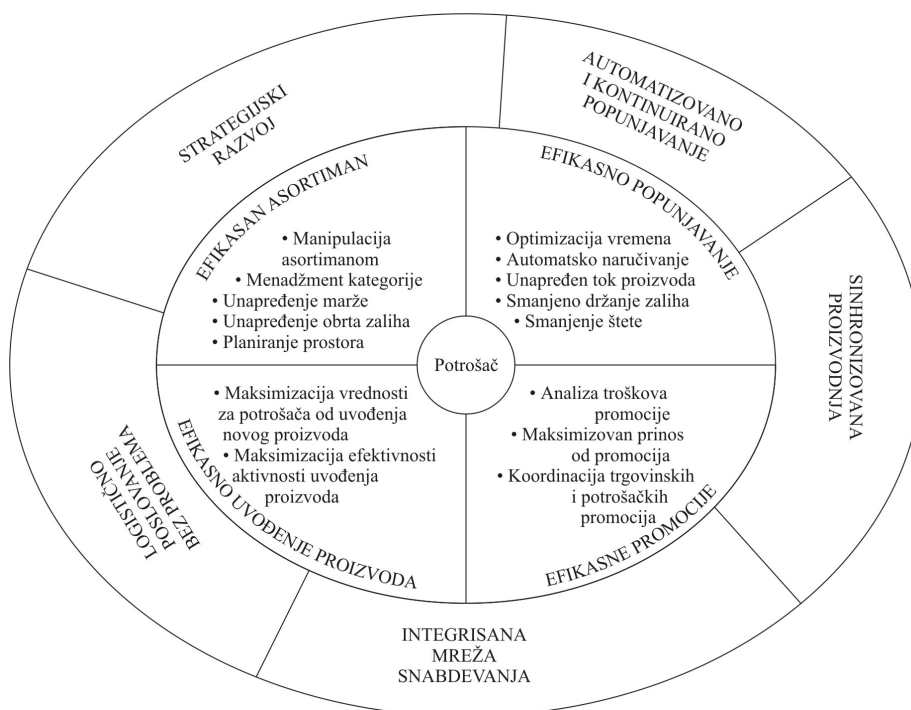 STRATEGIJSKI
RAZVOJ
AUTOMATIZOVANO
I KONTINUIRANO
POPUNJAVANJE
SINHRONIZOVANA
PROIZVODNJA
INTEGRISANA
MREŽA
SNABDEVANJA
LOGISTIČNO
POSLOVANJE
BEZ PROBLEMA
EFIKASAN ASORTIMAN
• Manipulacija
asortimanom
• Menadžment kategorije
• Unapređenje marže
• Unapređenje obrta zaliha
• Planiranje prostora
EFIKASNO POPUNJAVANJE
• Optimizacija vremena
• Automatsko naručivanje
• Unapređen tok proizvoda
• Smanjeno držanje zaliha
• Smanjenje štete
Potrošač
• Maksimizacija vrednosti
za potrošača od uvođenja
novog proizvoda
• Maksimizacija efektivnosti
aktivnosti uvođenja
proizvoda
EFIKASNO UVOĐENJE PROIZVODA
• Analiza troškova
promocije
• Maksimizovan prinos
od promocija
• Koordinacija trgovinskih
i potrošačkih
promocija
EFIKASNE PROMOCIJE